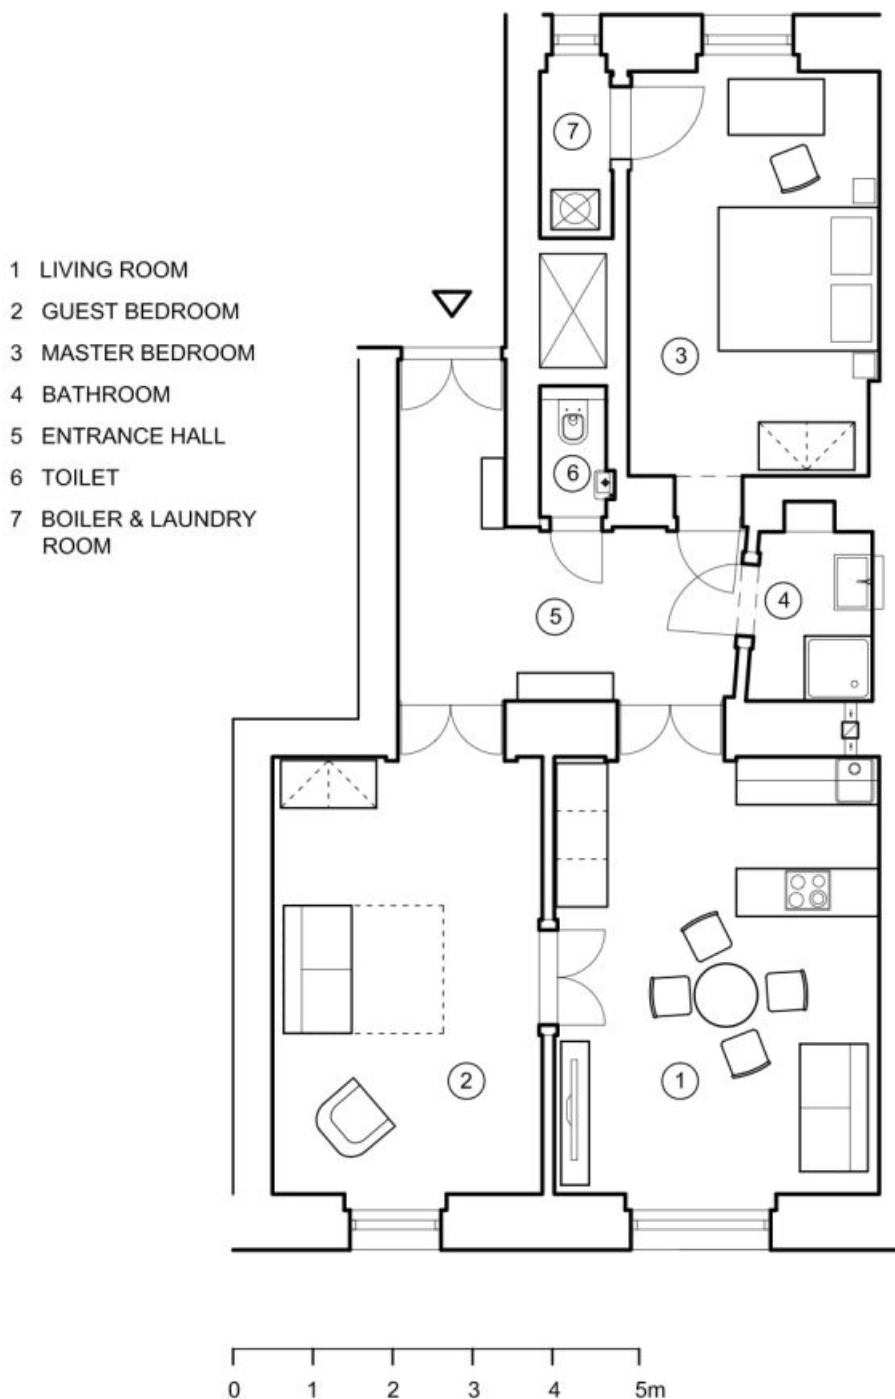 1 LIVING ROOM
2 GUEST BEDROOM
3 MASTER BEDROOM
4 BATHROOM
5 ENTRANCE HALL
6 TOILET
7 BOILER & LAUNDRY
ROOM
7
3
6
4
5
2
1
0 1 2 3 4 5m